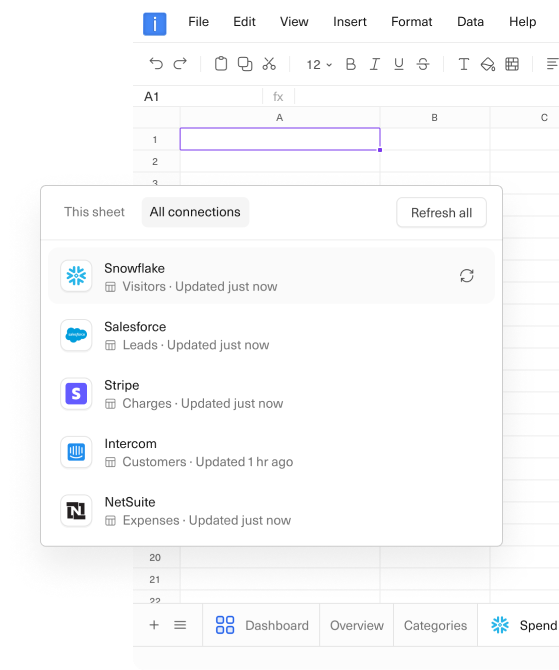 i File Edit View Insert Format Data Help
12 B I U S T
A1 fx
A B C
1
2
3
This sheet All connections Refresh all
Snowflake
Visitors · Updated just now
Salesforce
Leads · Updated just now
S Stripe
Charges · Updated just now
Intercom
Customers · Updated 1 hr ago
N NetSuite
Expenses · Updated just now
20
21
22
+ Dashboard Overview Categories Spend